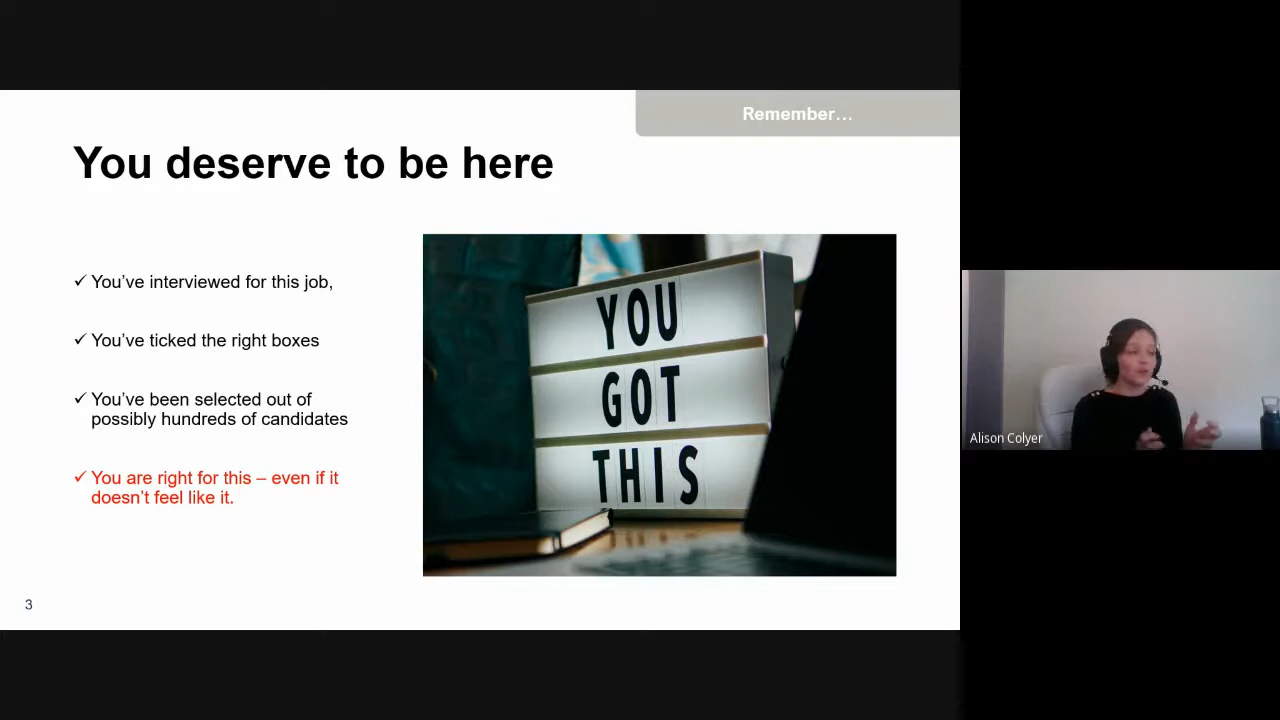 Remember…
You deserve to be here
✓ You’ve interviewed for this job,
✓ You’ve ticked the right boxes
✓ You’ve been selected out of
possibly hundreds of candidates
✓ You are right for this – even if it
doesn’t feel like it.
YOU
GOT
THIS
3
Alison Colyer